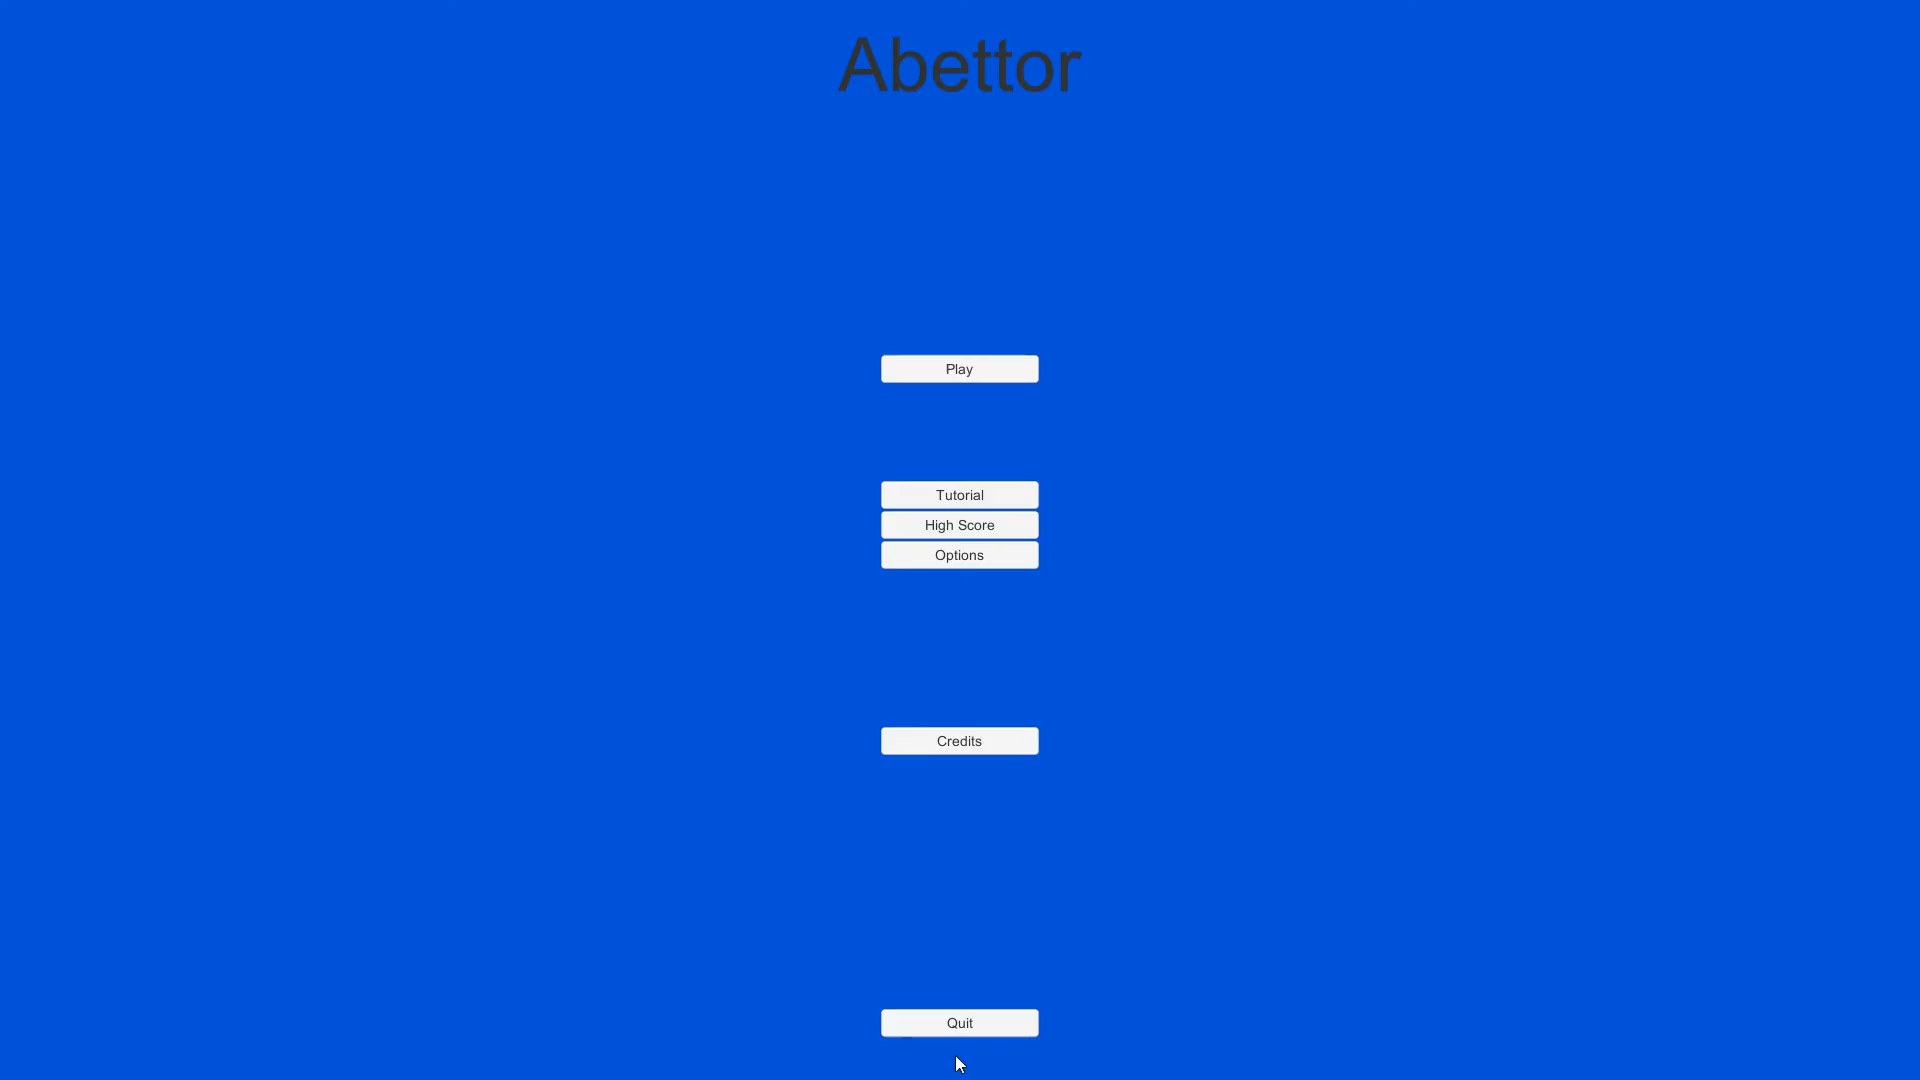 Abettor
Play
Tutorial
High Score
Options
Credits
Quit